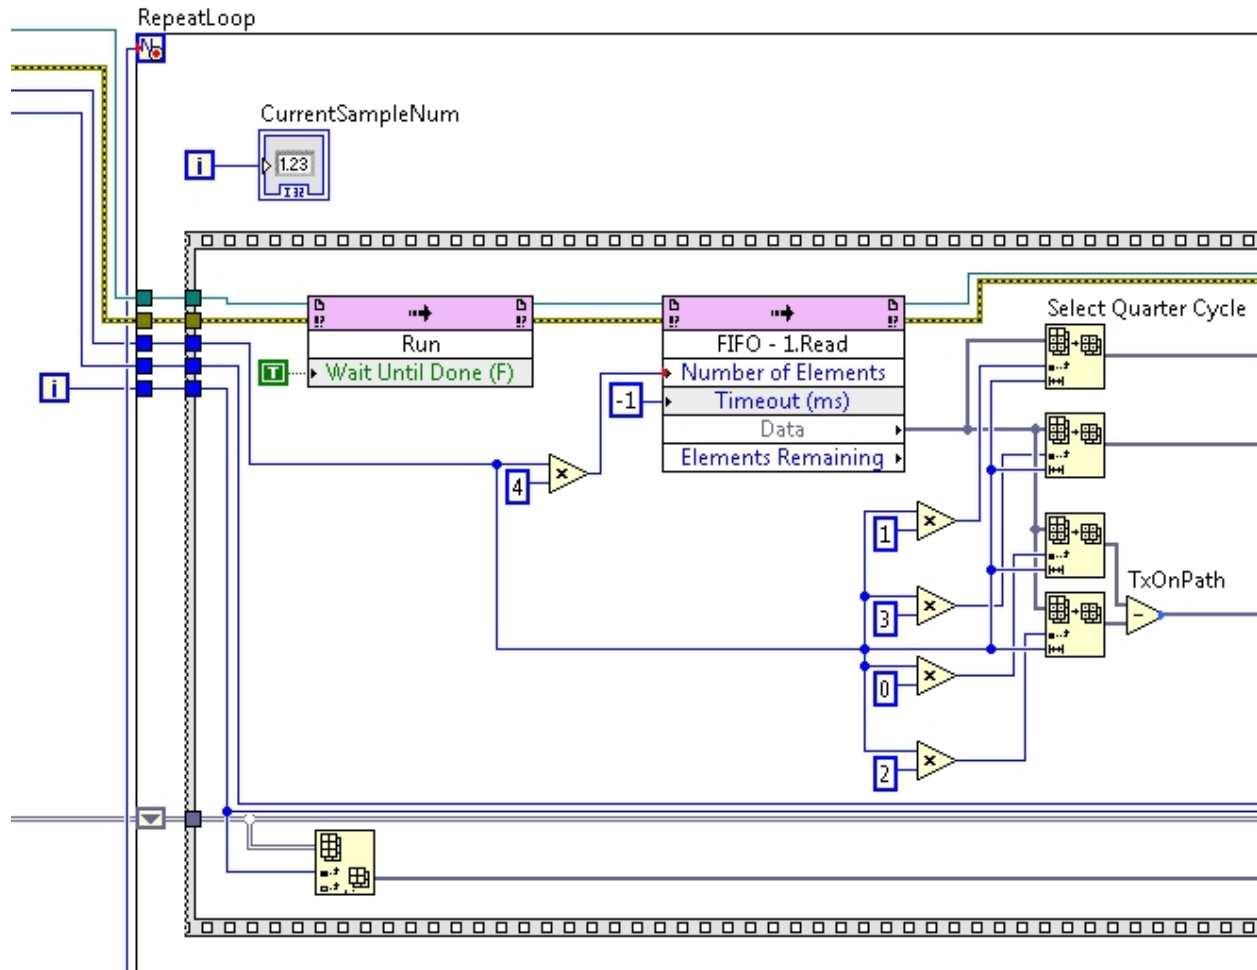 RepeatLoop
N
CurrentSampleNum
i
1.23
I32
Run
Wait Until Done (F)
T
i
FIFO - 1.Read
Number of Elements
-1
Timeout (ms)
Data
Elements Remaining
Select Quarter Cycle
4
1
3
0
2
TxOnPath